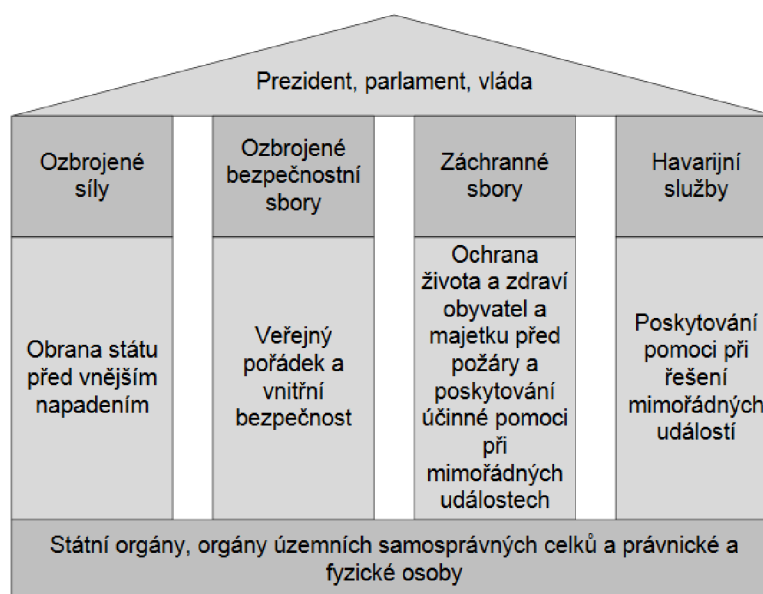 Prezident, parlament, vláda
Ozbrojené
síly
Ozbrojené
bezpečnostní
sbory
Záchranné
sbory
Havarijní
služby
Obrana státu
před vnějším
napadením
Veřejný
pořádek a
vnitřní
bezpečnost
Ochrana
života a zdraví
obyvatel a
majetku před
požáry a
poskytování
účinné pomoci
při
mimořádných
událostech
Poskytování
pomoci při
řešení
mimořádných
událostí
Státní orgány, orgány územních samosprávných celků a právnické a
fyzické osoby